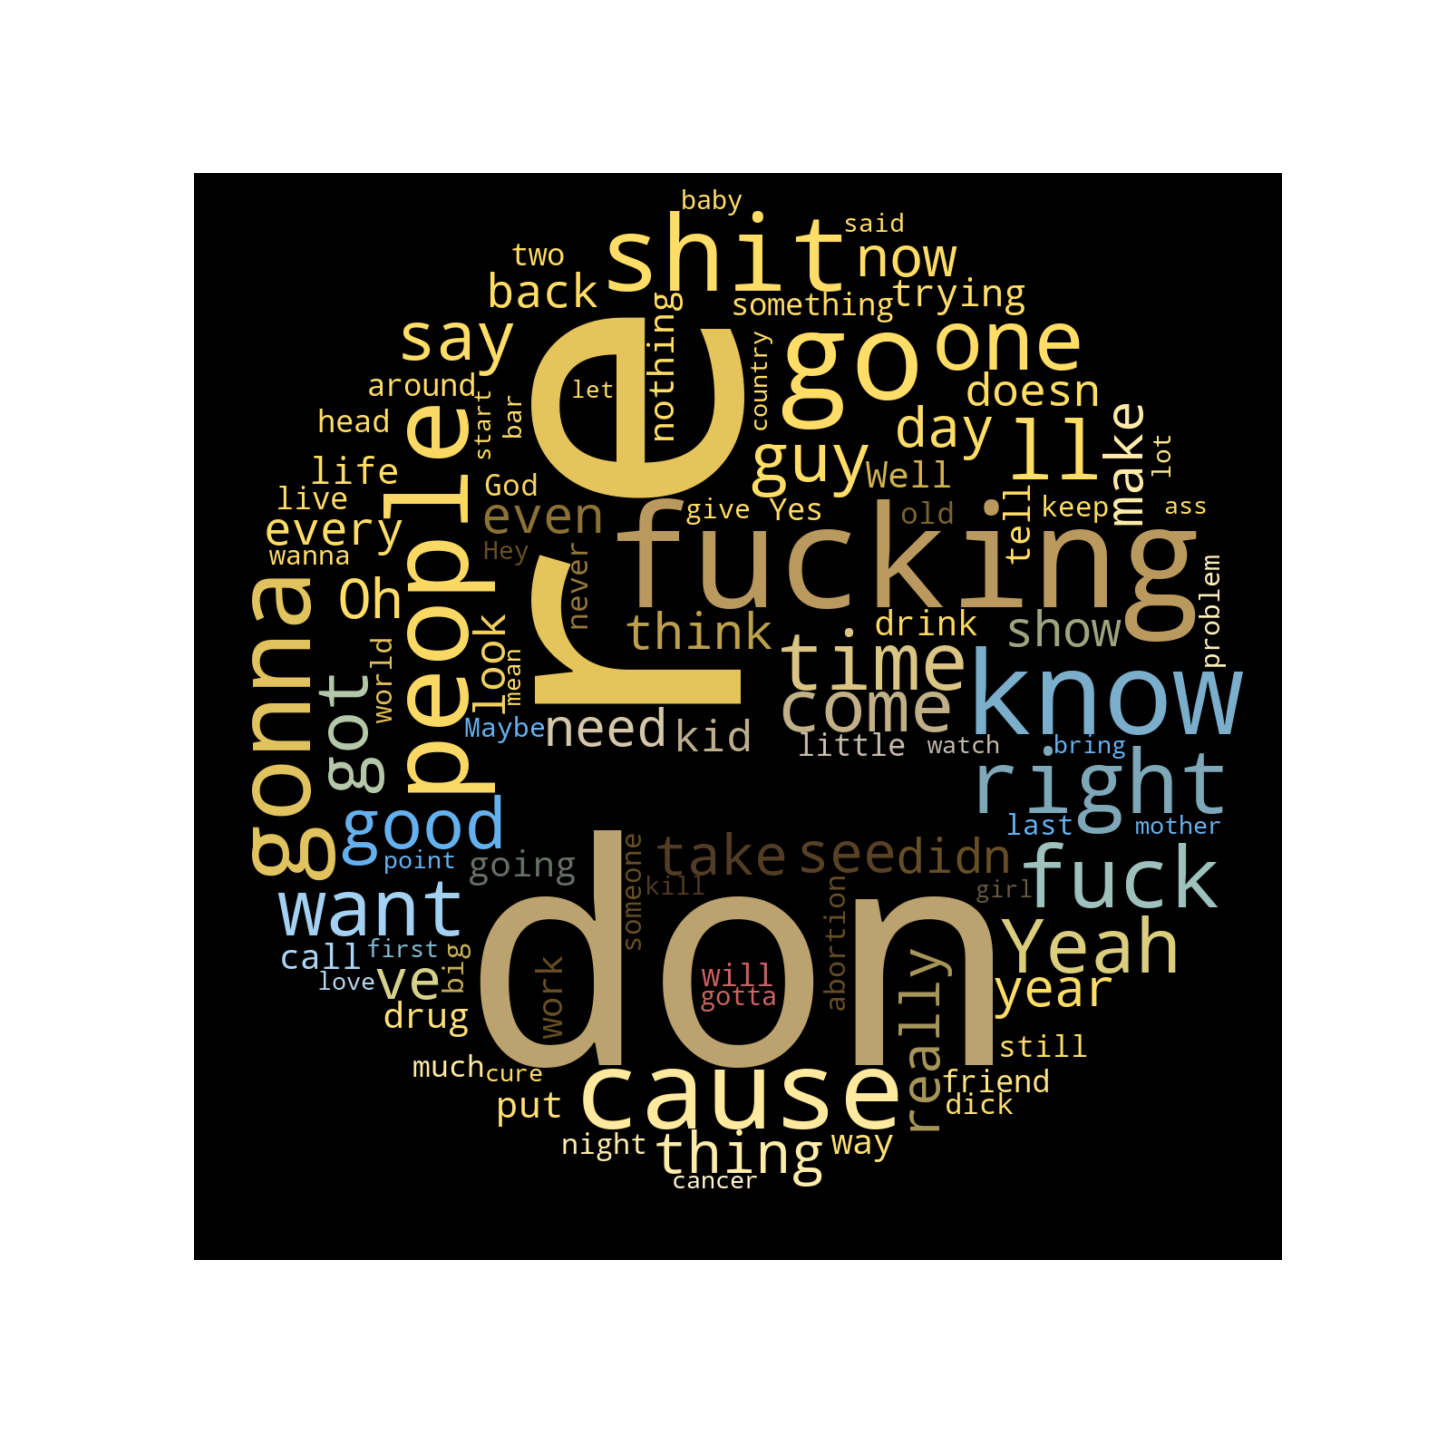 baby
shit
said
now
two
back
something
trying
say
nothing
re
go
one
country
around
let
doesn
start
bar
head
people
day
ll
make
lot
guy
Well
life
God
live
give
Yes
old
keep
ass
every
even
fucking
tell
wanna
Hey
never
problem
gonna
Oh
think
drink
show
look
world
mean
time
know
got
come
Maybe
need
kid
little
watch
bring
right
good
last
mother
point
going
someone
take
see
didn
fuck
kill
girl
want
don
abortion
Yeah
call
first
big
love
ve
work
will
gotta
really
year
drug
still
much
cure
cause
friend
put
dick
night
thing
way
cancer